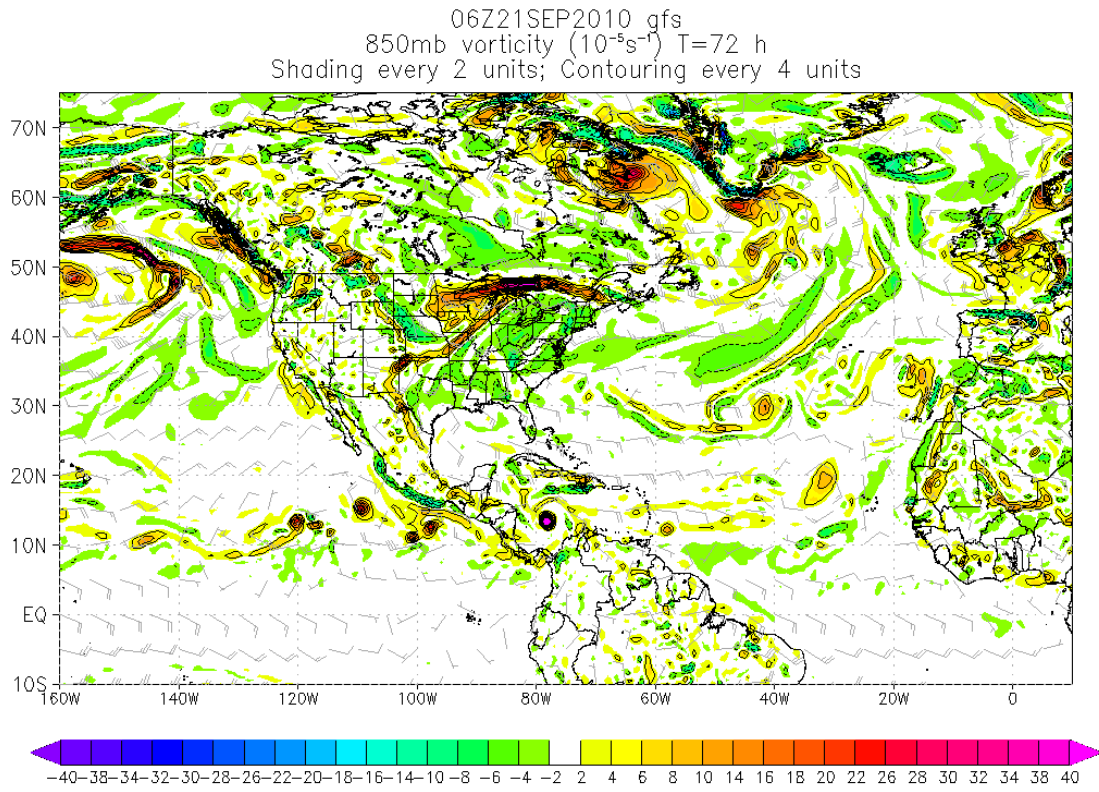 06Z21SEP2010 gfs
850mb vorticity (10⁻⁵s⁻¹) T=72 h
Shading every 2 units; Contouring every 4 units
70N
60N
50N
40N
30N
20N
10N
EQ
10S
160W 140W 120W 100W 80W 60W 40W 20W 0
−40 −38 −34 −32 −30 −28 −26 −22 −20 −18 −16 −14 −10 −8 −6 −4 −2 2 4 6 8 10 14 16 18 20 22 26 28 30 32 34 38 40